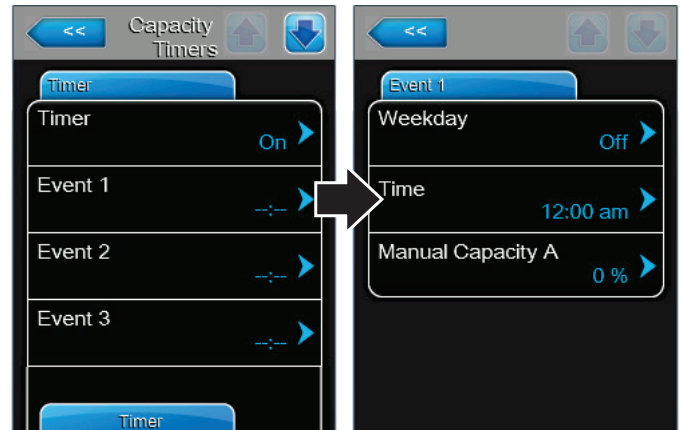 <<
Capacity
Timers
Timer
Timer
On
Event 1
--:--
Event 2
--:--
Event 3
--:--
Timer
<<
Event 1
Weekday
Off
Time
12:00 am
Manual Capacity A
0 %